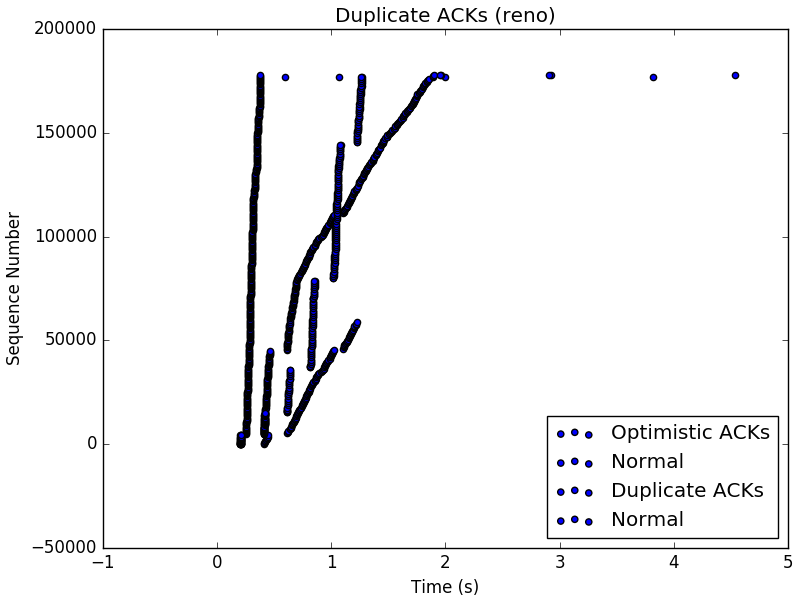 Duplicate ACKs (reno)
200000
150000
100000
50000
0
−50000
Sequence Number
−1
0
1
2
3
4
5
Time (s)
Optimistic ACKs
Normal
Duplicate ACKs
Normal